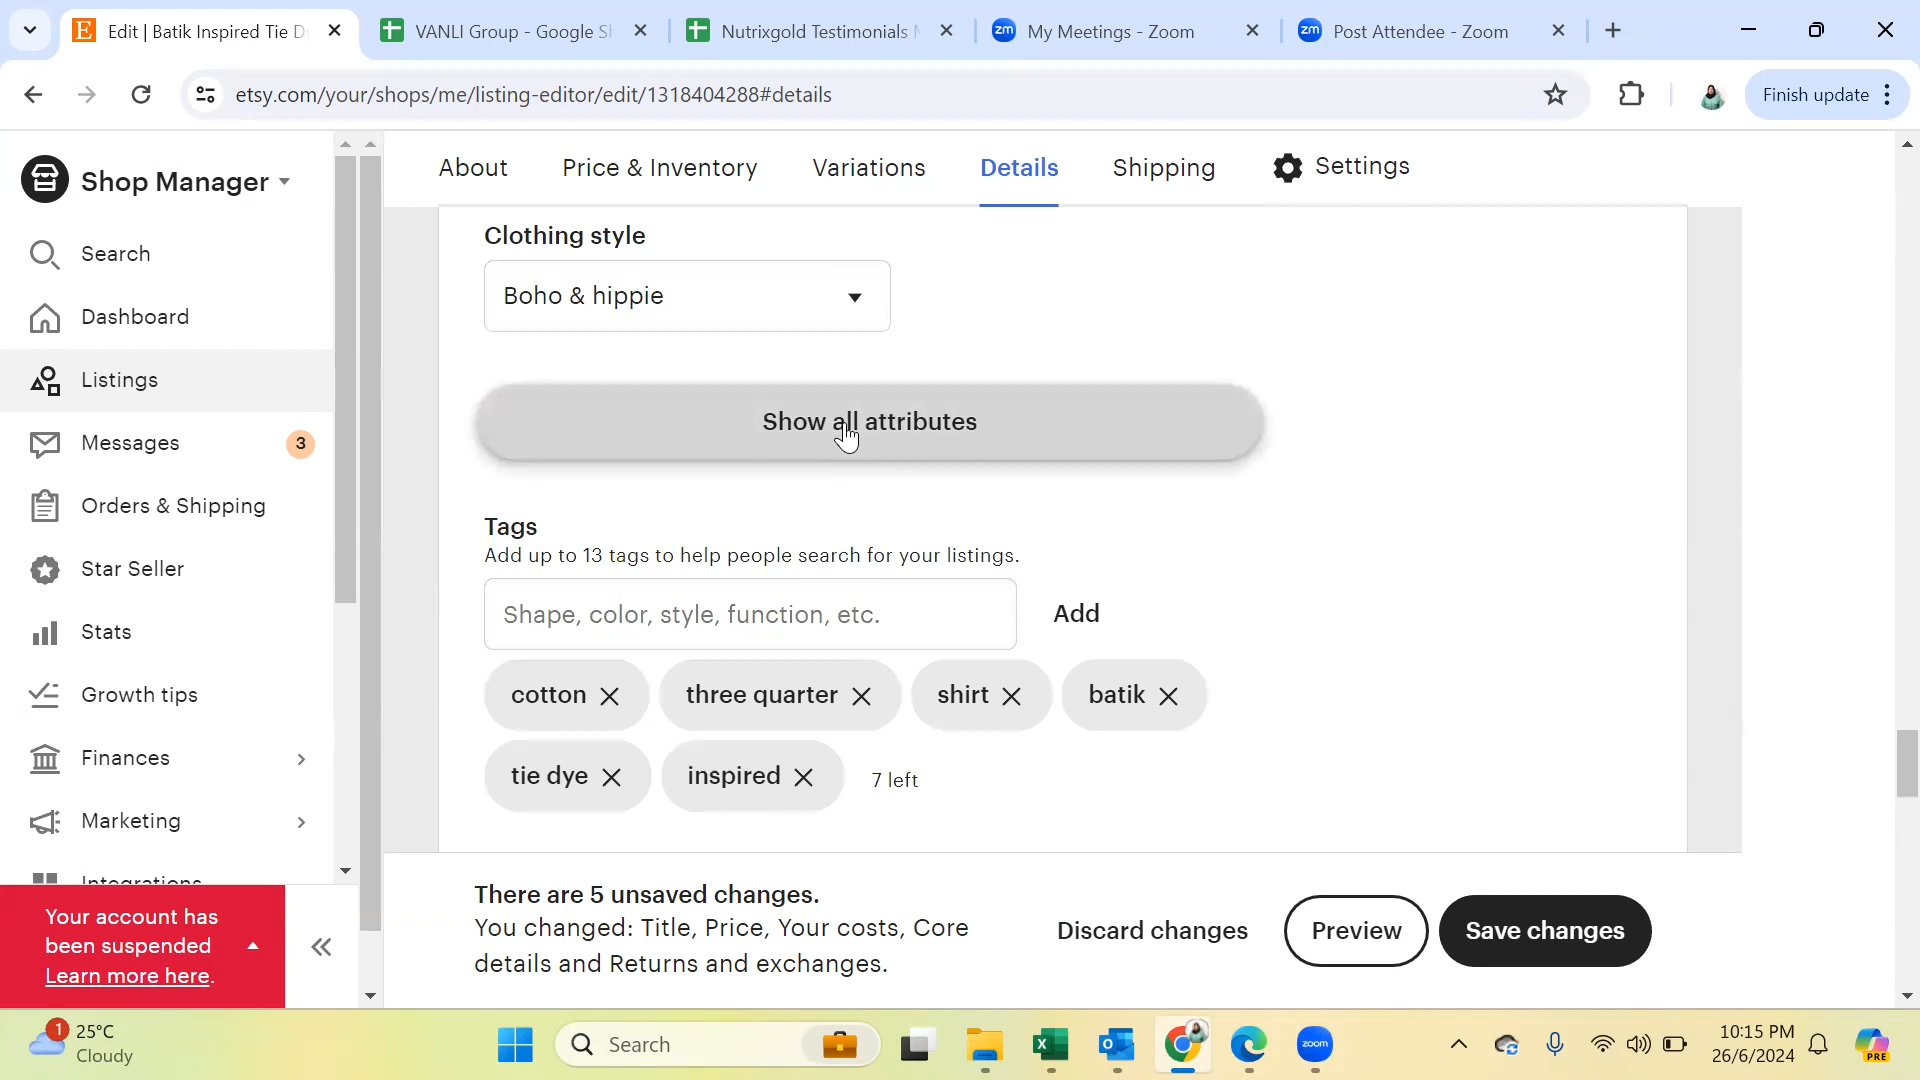 Edit | Batik Inspired Tie D
VANLI Group - Google Sh
Nutrixgold Testimonials
My Meetings - Zoom
Post Attendee - Zoom
etsy.com/your/shops/me/listing-editor/edit/1318404288#details
Finish update
Shop Manager
Search
Dashboard
Listings
Messages 3
Orders & Shipping
Star Seller
Stats
Growth tips
Finances
Marketing
Integrations
Your account has
been suspended
Learn more here.
About Price & Inventory Variations Details Shipping Settings
Clothing style
Boho & hippie
Show all attributes
Tags
Add up to 13 tags to help people search for your listings.
Shape, color, style, function, etc. Add
cotton three quarter shirt batik
tie dye inspired 7 left
There are 5 unsaved changes.
You changed: Title, Price, Your costs, Core
details and Returns and exchanges.
Discard changes Preview Save changes
1 25°C
Cloudy
Search
zoom
10:15 PM
26/6/2024
PRE